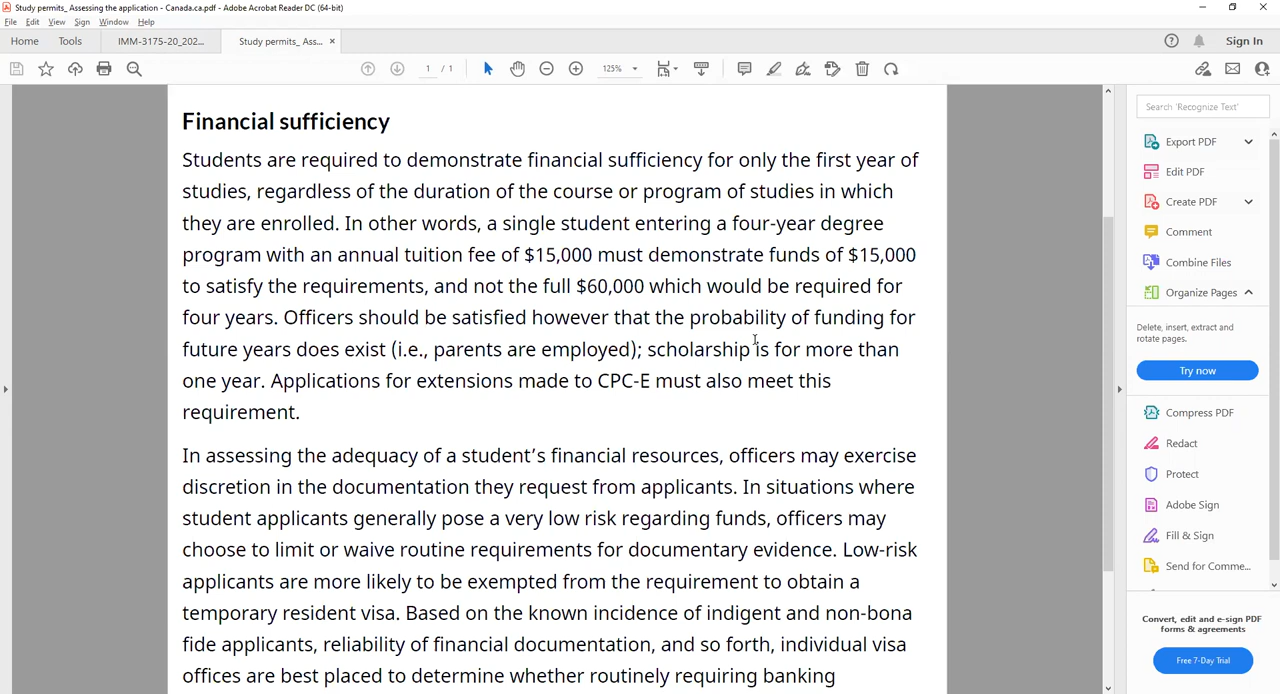 Study permits_ Assessing the application - Canada.ca.pdf - Adobe Acrobat Reader DC (64-bit)
File Edit View Sign Window Help
Home Tools IMM-3175-20_202... Study permits_ Ass... × Sign In
1 / 1 125%
Financial sufficiency
Students are required to demonstrate financial sufficiency for only the first year of
studies, regardless of the duration of the course or program of studies in which
they are enrolled. In other words, a single student entering a four-year degree
program with an annual tuition fee of $15,000 must demonstrate funds of $15,000
to satisfy the requirements, and not the full $60,000 which would be required for
four years. Officers should be satisfied however that the probability of funding for
future years does exist (i.e., parents are employed); scholarship is for more than
one year. Applications for extensions made to CPC-E must also meet this
requirement.
In assessing the adequacy of a student’s financial resources, officers may exercise
discretion in the documentation they request from applicants. In situations where
student applicants generally pose a very low risk regarding funds, officers may
choose to limit or waive routine requirements for documentary evidence. Low-risk
applicants are more likely to be exempted from the requirement to obtain a
temporary resident visa. Based on the known incidence of indigent and non-bona
fide applicants, reliability of financial documentation, and so forth, individual visa
offices are best placed to determine whether routinely requiring banking
Search 'Recognize Text'
Export PDF
Edit PDF
Create PDF
Comment
Combine Files
Organize Pages
Delete, insert, extract and
rotate pages.
Try now
Compress PDF
Redact
Protect
Adobe Sign
Fill & Sign
Send for Comme...
Convert, edit and e-sign PDF
forms & agreements
Free 7-Day Trial